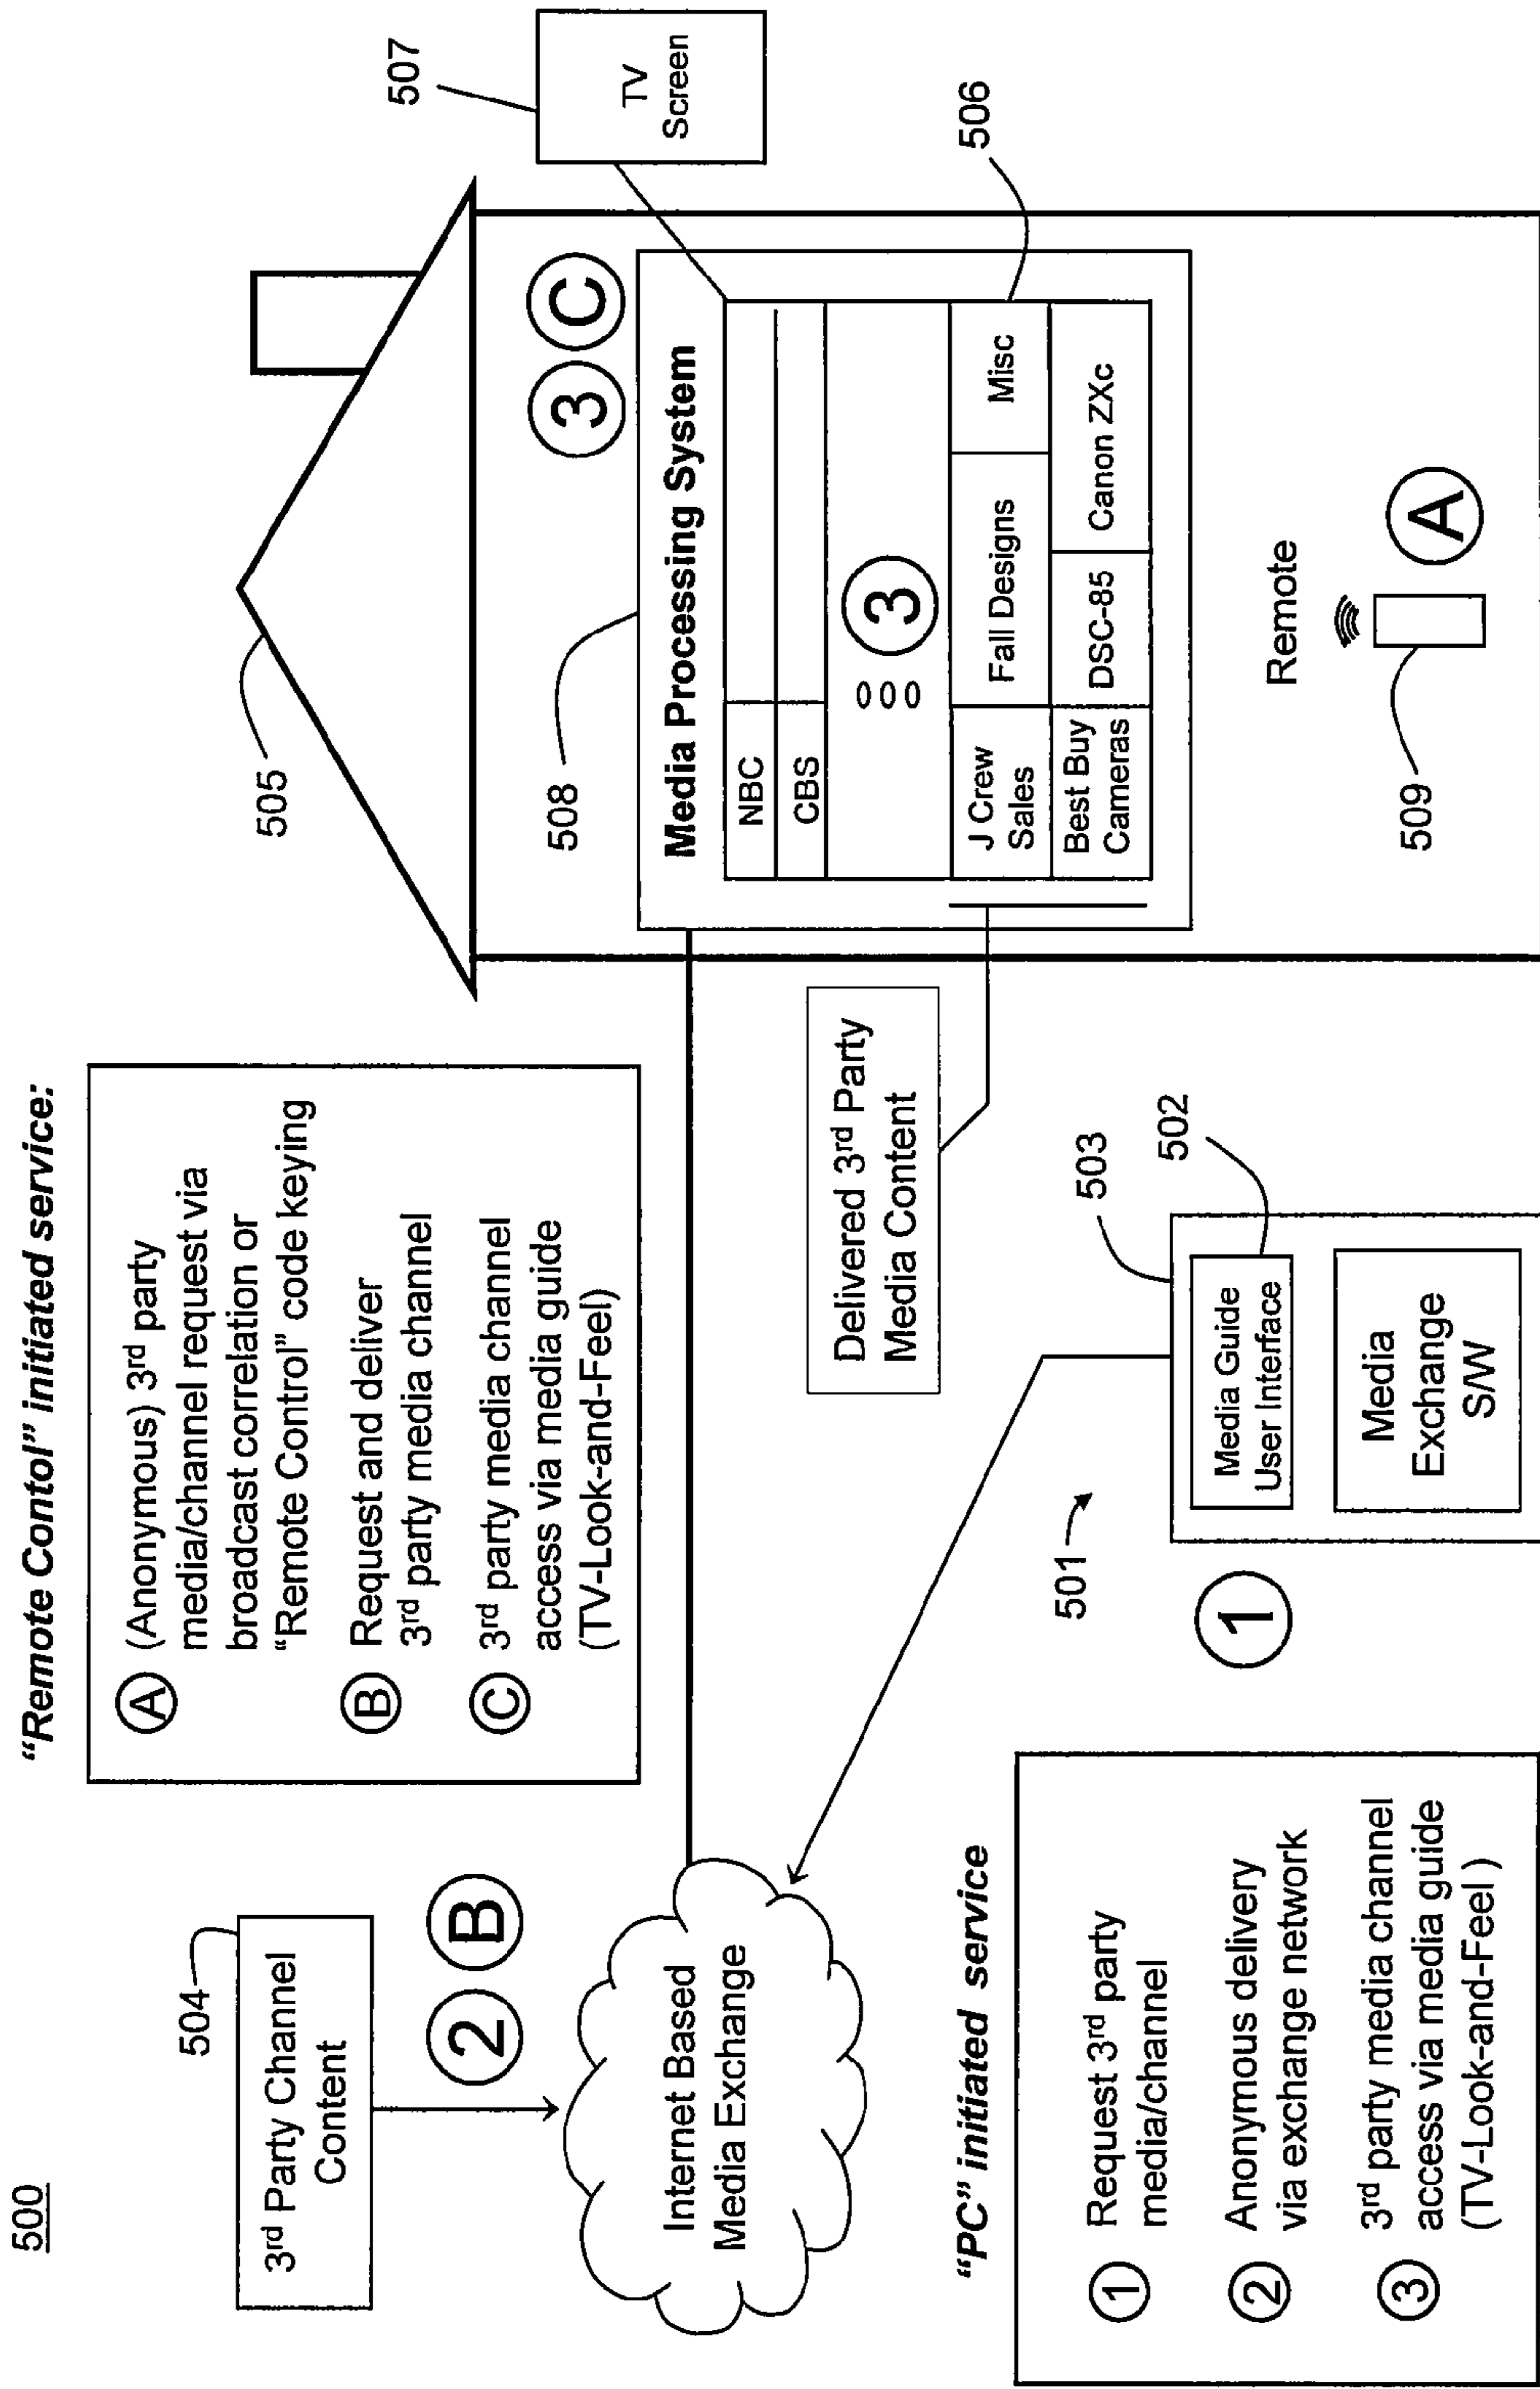 500
"Remote Contol" initiated service:
504
3rd Party Channel
Content
2
B
Internet Based
Media Exchange
A
(Anonymous) 3rd party
media/channel request via
broadcast correlation or
"Remote Control" code keying
B
Request and deliver
3rd party media channel
C
3rd party media channel
access via media guide
(TV-Look-and-Feel)
505
507
TV
Screen
3
C
508
Media Processing System
NBC
CBS
000
3
J Crew
Sales
Fall Designs
Misc
Best Buy
Cameras
DSC-85
Canon ZXc
506
Delivered 3rd Party
Media Content
Remote
A
509
"PC" initiated service
1
Request 3rd party
media/channel
2
Anonymous delivery
via exchange network
3
3rd party media channel
access via media guide
(TV-Look-and-Feel )
501
1
503
502
Media Guide
User Interface
Media
Exchange
S/W